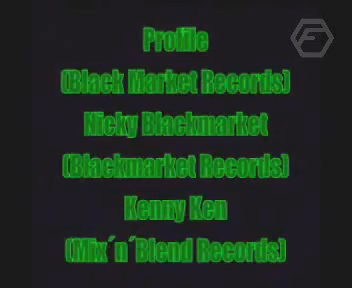 Profile
(Black Market Records)
Nicky Blackmarket
(Blackmarket Records)
Kenny Ken
(Mix´n´Blend Records)